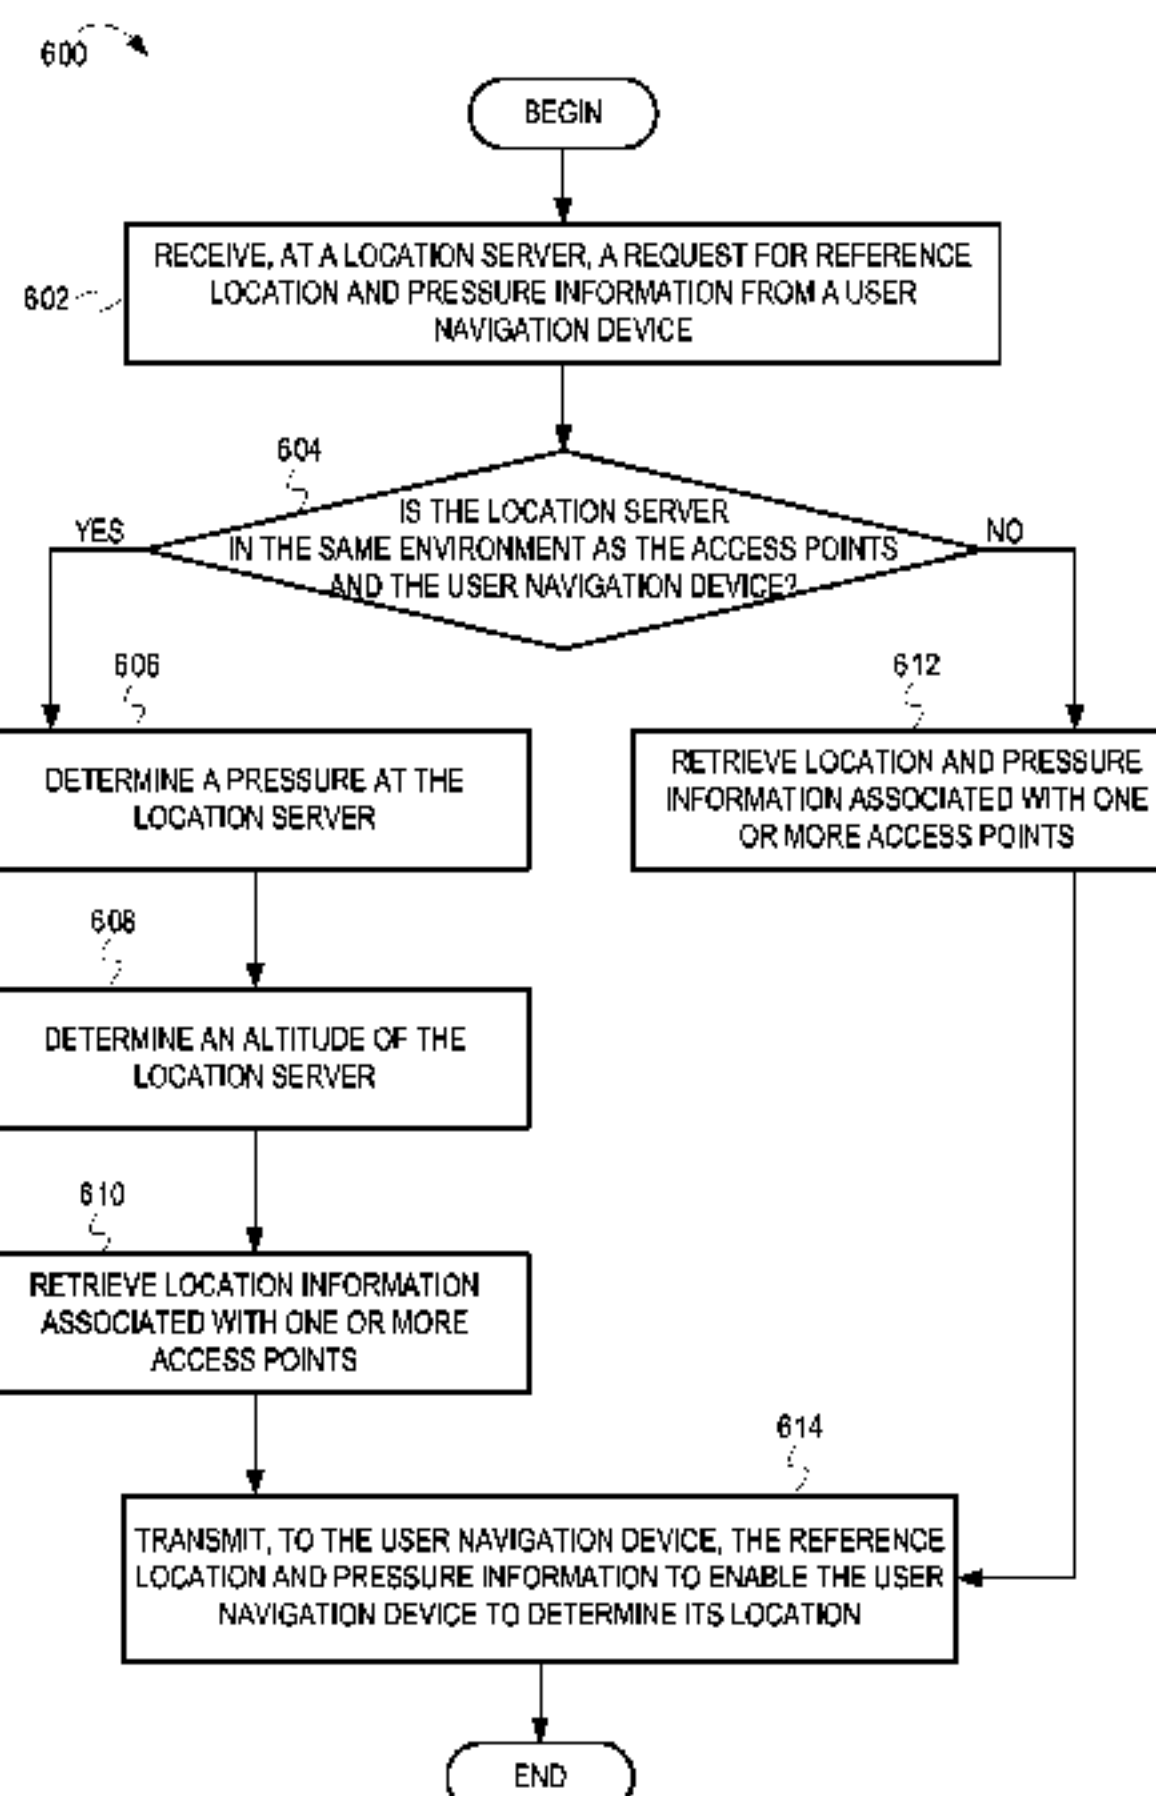 600
BEGIN
602
RECEIVE, AT A LOCATION SERVER, A REQUEST FOR REFERENCE
LOCATION AND PRESSURE INFORMATION FROM A USER
NAVIGATION DEVICE
604
IS THE LOCATION SERVER
IN THE SAME ENVIRONMENT AS THE ACCESS POINTS
AND THE USER NAVIGATION DEVICE?
YES
NO
606
DETERMINE A PRESSURE AT THE
LOCATION SERVER
608
DETERMINE AN ALTITUDE OF THE
LOCATION SERVER
610
RETRIEVE LOCATION INFORMATION
ASSOCIATED WITH ONE OR MORE
ACCESS POINTS
612
RETRIEVE LOCATION AND PRESSURE
INFORMATION ASSOCIATED WITH ONE
OR MORE ACCESS POINTS
614
TRANSMIT, TO THE USER NAVIGATION DEVICE, THE REFERENCE
LOCATION AND PRESSURE INFORMATION TO ENABLE THE USER
NAVIGATION DEVICE TO DETERMINE ITS LOCATION
END